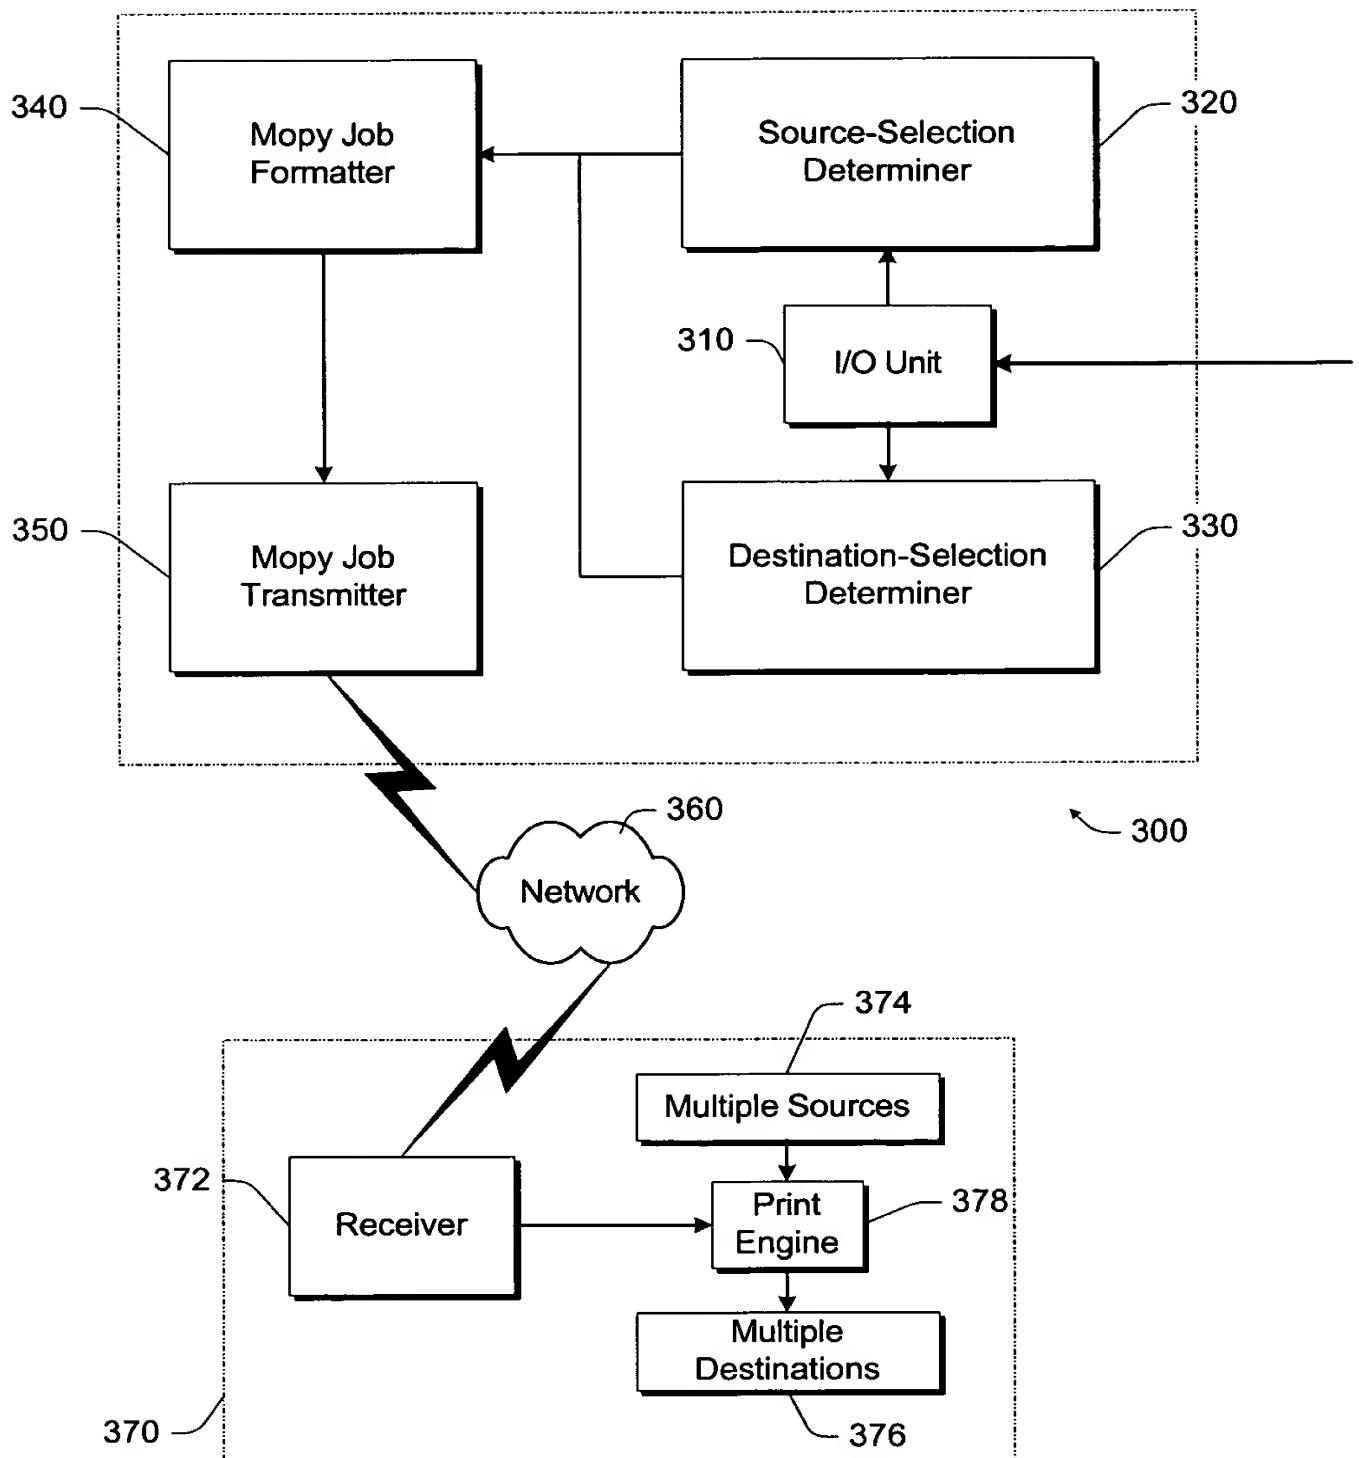 340
Mopy Job
Formatter
Source-Selection
Determiner
320
310
I/O Unit
350
Mopy Job
Transmitter
Destination-Selection
Determiner
330
360
Network
300
374
Multiple Sources
372
Receiver
Print
Engine
378
Multiple
Destinations
370
376